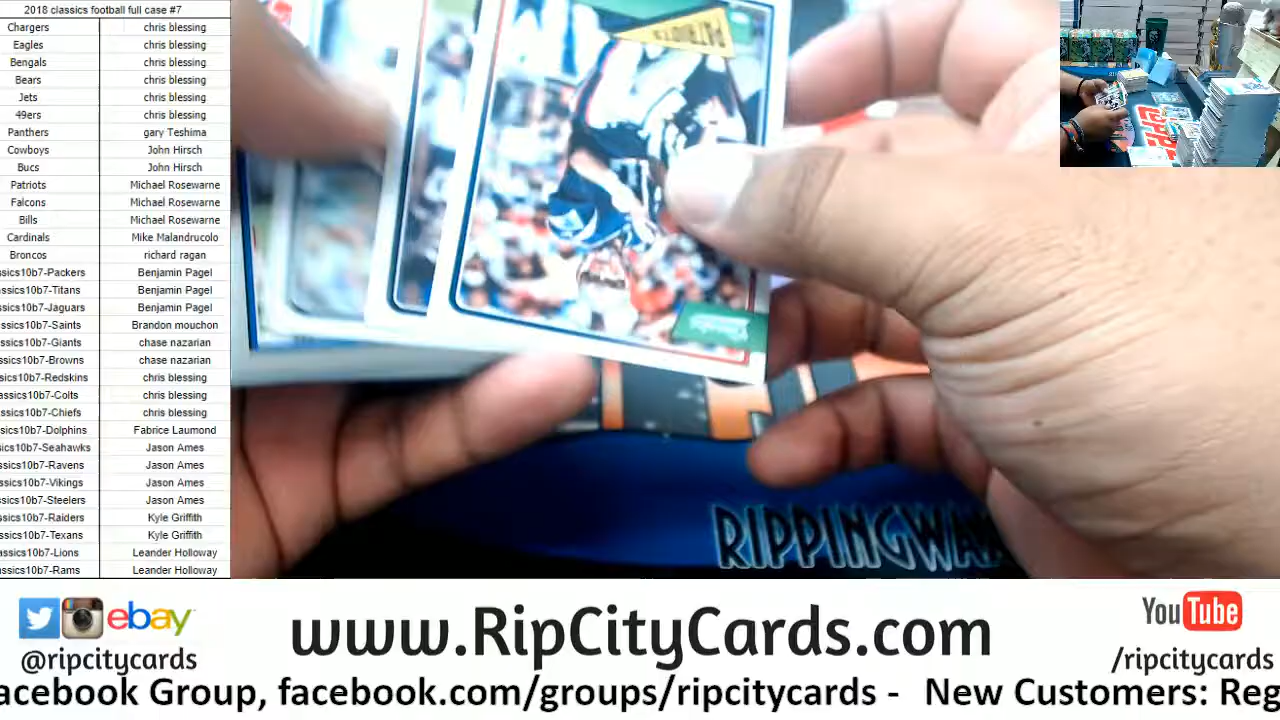 2018 classics football full case #7
Chargers chris blessing
Eagles chris blessing
Bengals chris blessing
Bears chris blessing
Jets chris blessing
49ers chris blessing
Panthers gary Teshima
Cowboys John Hirsch
Bucs John Hirsch
Patriots Michael Rosewarne
Falcons Michael Rosewarne
Bills Michael Rosewarne
Cardinals Mike Malandrucolo
Broncos richard ragan
ssics10b7-Packers Benjamin Pagel
ssics10b7-Titans Benjamin Pagel
ssics10b7-Jaguars Benjamin Pagel
ssics10b7-Saints Brandon mouchon
ssics10b7-Giants chase nazarian
ssics10b7-Browns chase nazarian
ssics10b7-Redskins chris blessing
assics10b7-Colts chris blessing
ssics10b7-Chiefs chris blessing
ssics10b7-Dolphins Fabrice Laumond
sics10b7-Seahawks Jason Ames
ssics10b7-Ravens Jason Ames
ssics10b7-Vikings Jason Ames
ssics10b7-Steelers Jason Ames
ssics10b7-Raiders Kyle Griffith
ssics10b7-Texans Kyle Griffith
assics10b7-Lions Leander Holloway
assics10b7-Rams Leander Holloway
PATRIOTS
RIPPINGWA
ebay
@ripcitycards
www.RipCityCards.com
YouTube
/ripcitycards
acebook Group, facebook.com/groups/ripcitycards - New Customers: Reg